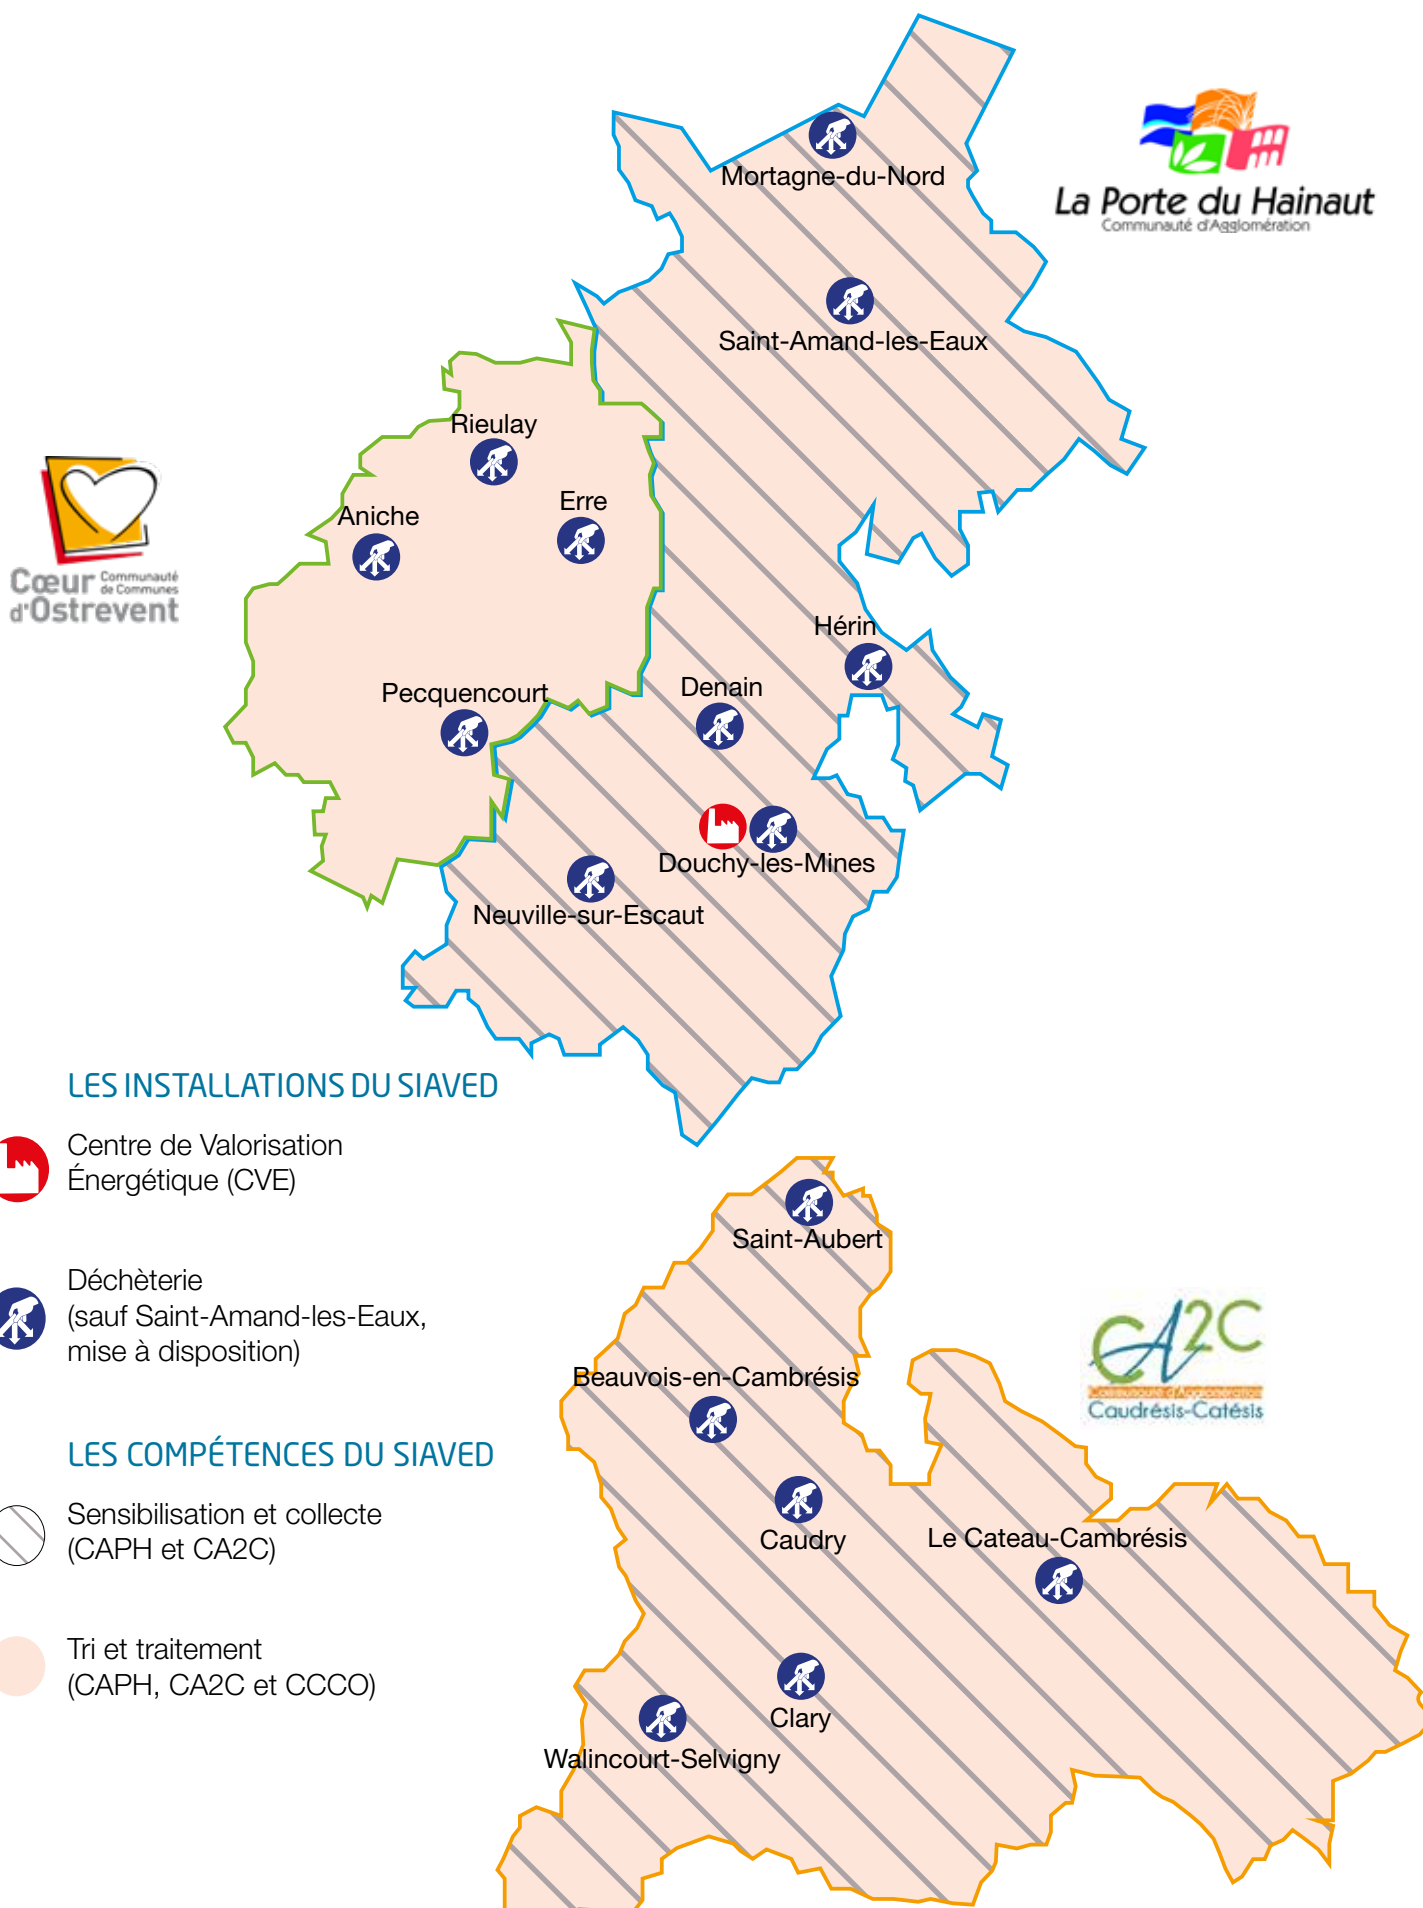 Mortagne-du-Nord
La Porte du Hainaut
Communauté d'Agglomération
Saint-Amand-les-Eaux
Rieulay
Erre
Aniche
Cœur Communauté
de Communes
d'Ostrevent
Hérin
Pecquencourt
Denain
Douchy-les-Mines
Neuville-sur-Escaut
LES INSTALLATIONS DU SIAVED
Centre de Valorisation
Énergétique (CVE)
Déchèterie
(sauf Saint-Amand-les-Eaux,
mise à disposition)
LES COMPÉTENCES DU SIAVED
Sensibilisation et collecte
(CAPH et CA2C)
Tri et traitement
(CAPH, CA2C et CCCO)
Saint-Aubert
CA2C
Communauté d'Agglomération
Caudrésis-Catésis
Beauvois-en-Cambrésis
Caudry
Le Cateau-Cambrésis
Clary
Walincourt-Selvigny